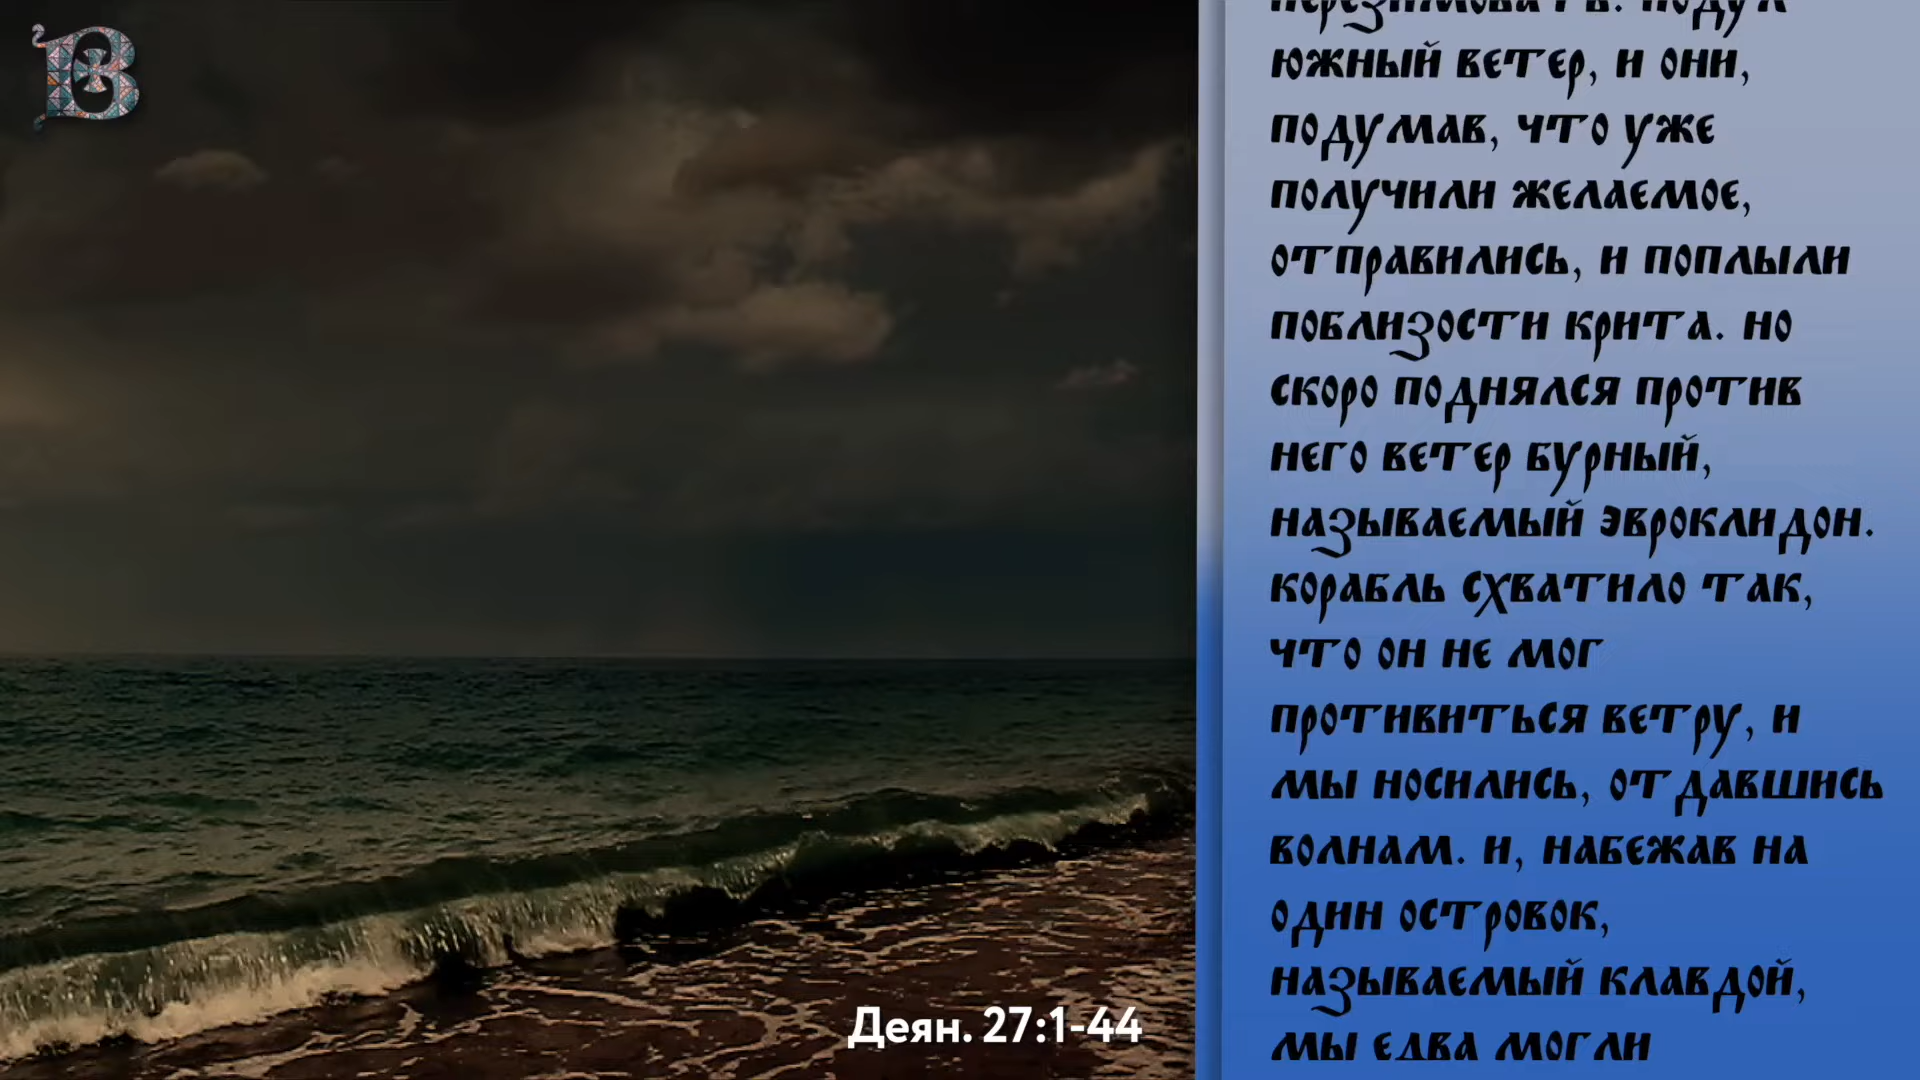 перезимовать. подул
южный ветер, и они,
подумав, что уже
получили желаемое,
отправились, и поплыли
поблизости крита. но
скоро поднялся против
него ветер бурный,
называемый эвроклидон.
корабль схватило так,
что он не мог
противиться ветру, и
мы носились, отдавшись
волнам. и, набежав на
один островок,
называемый клавдой,
мы едва могли
Деян. 27:1-44